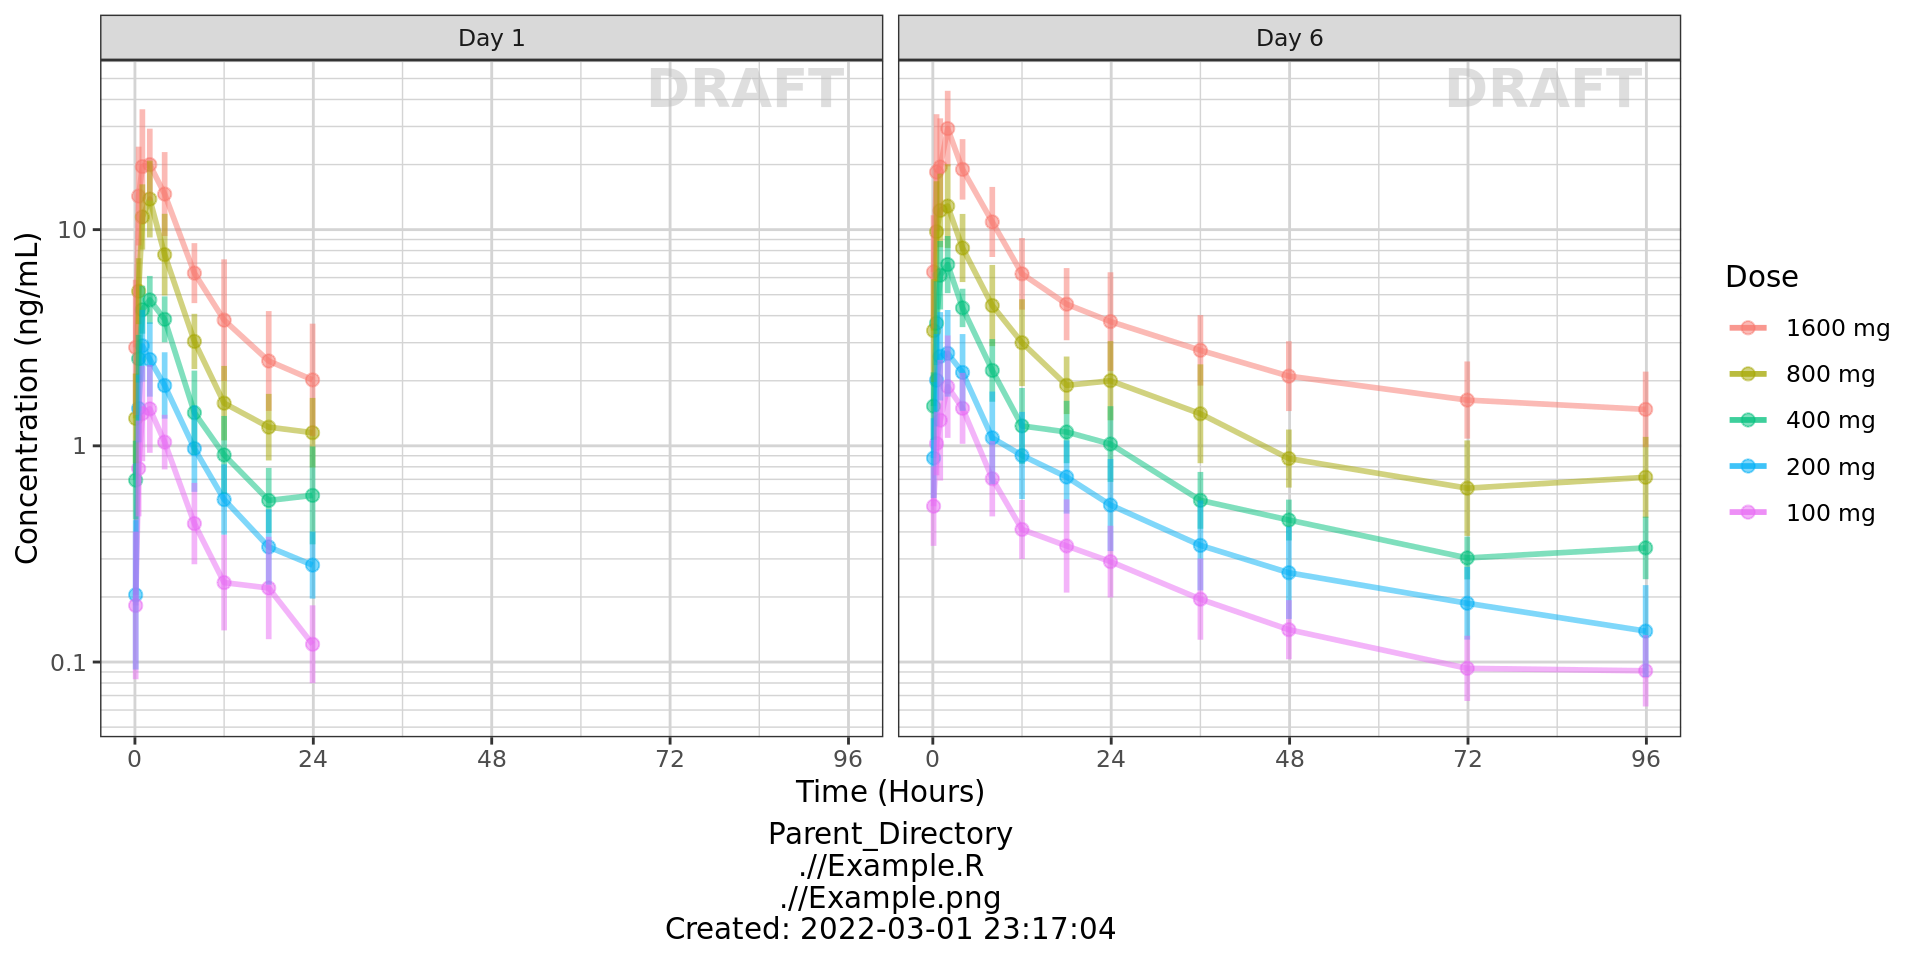 Day 1
Day 6
DRAFT
DRAFT
Concentration (ng/mL)
10
1
0.1
0 24 48 72 96
0 24 48 72 96
Time (Hours)
Dose
1600 mg
800 mg
400 mg
200 mg
100 mg
Parent_Directory
.//Example.R
.//Example.png
Created: 2022-03-01 23:17:04